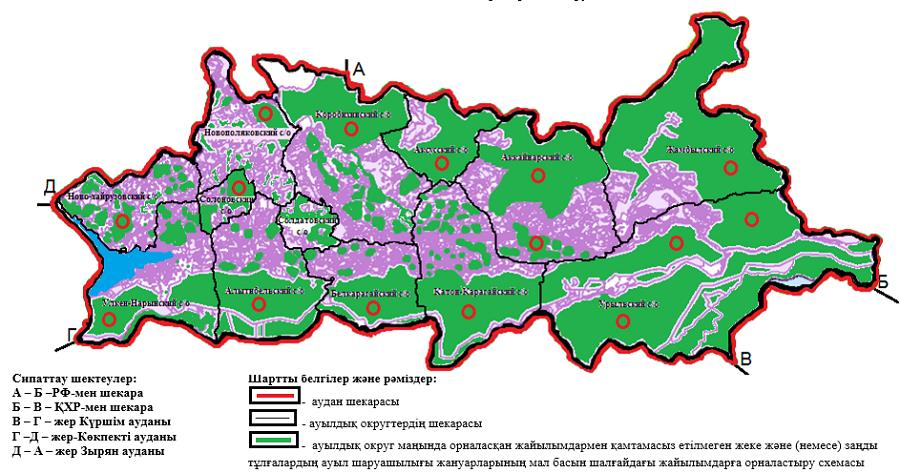 А
Коробихинский с/о
Новополяковский с/о
Аксуский с/о
Аккайнарский с/о
Жамбылский с/о
Д
Солоновский с/о
Солдатовский с/о
Улкен-Нарынский с/о
Алтынбельский с/о
Белкарагайский с/о
Катон-Карагайский с/о
Урыльский с/о
Б
Г
В
Сипаттау шектеулер:
А – Б –РФ-мен шекара
Б – В – ҚХР-мен шекара
В – Г – жер Күршім ауданы
Г –Д – жер-Көкпекті ауданы
Д – А – жер Зырян ауданы
Шартты белгілер және рәміздер:
- аудан шекарасы
- ауылдық округтердің шекарасы
- ауылдық округ маңында орналасқан жайылымдармен қамтамасыз етілмеген жеке және (немесе) заңды
тұлғалардың ауыл шаруашылығы жануарларының мал басын шалғайдағы жайылымдарға орналастыру схемасы